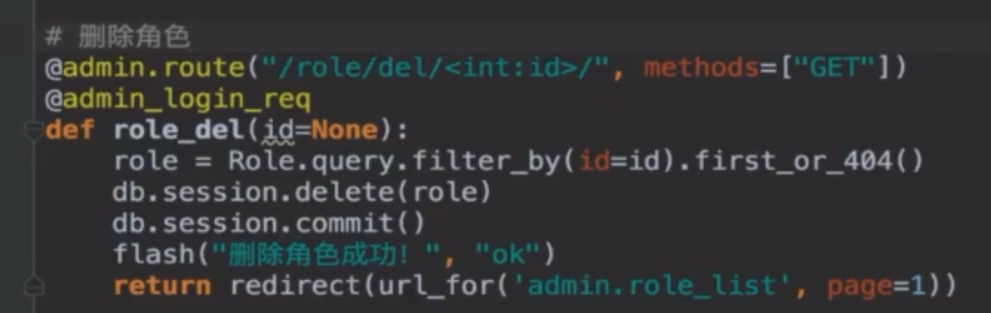 # 删除角色
@admin.route("/role/del/<int:id>/", methods=["GET"])
@admin_login_req
def role_del(id=None):
    role = Role.query.filter_by(id=id).first_or_404()
    db.session.delete(role)
    db.session.commit()
    flash("删除角色成功！", "ok")
    return redirect(url_for('admin.role_list', page=1))